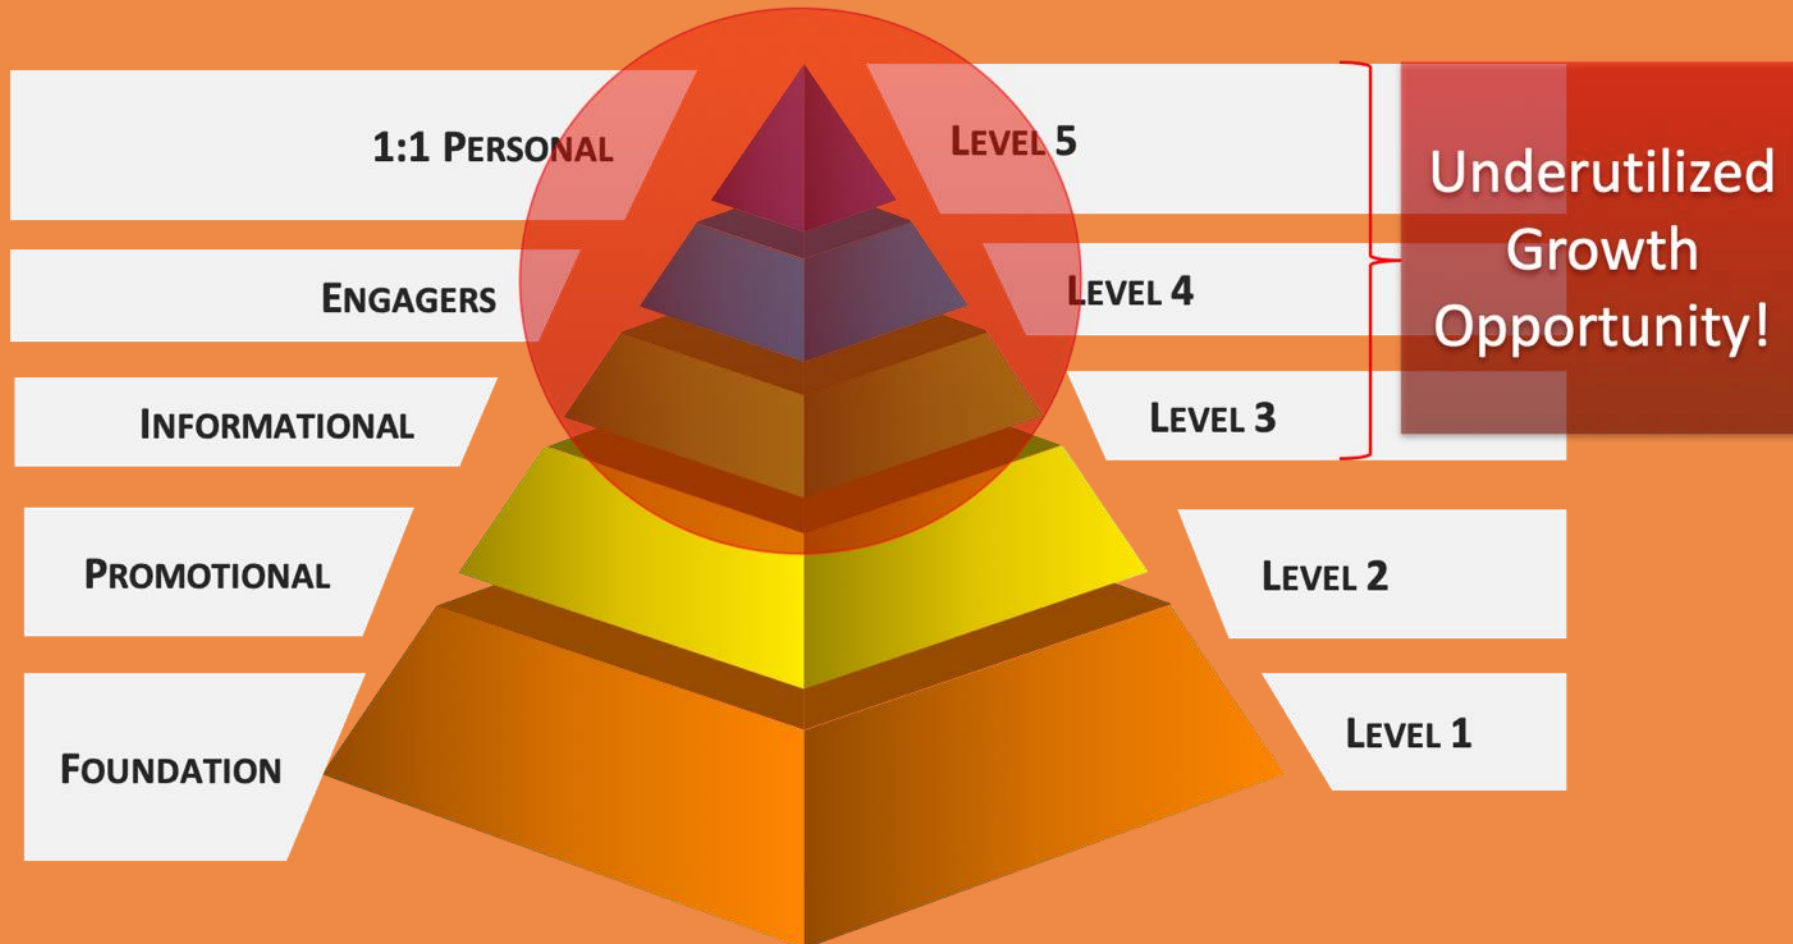 1:1 PERSONAL
LEVEL 5
ENGAGERS
LEVEL 4
INFORMATIONAL
LEVEL 3
PROMOTIONAL
LEVEL 2
FOUNDATION
LEVEL 1
Underutilized
Growth
Opportunity!